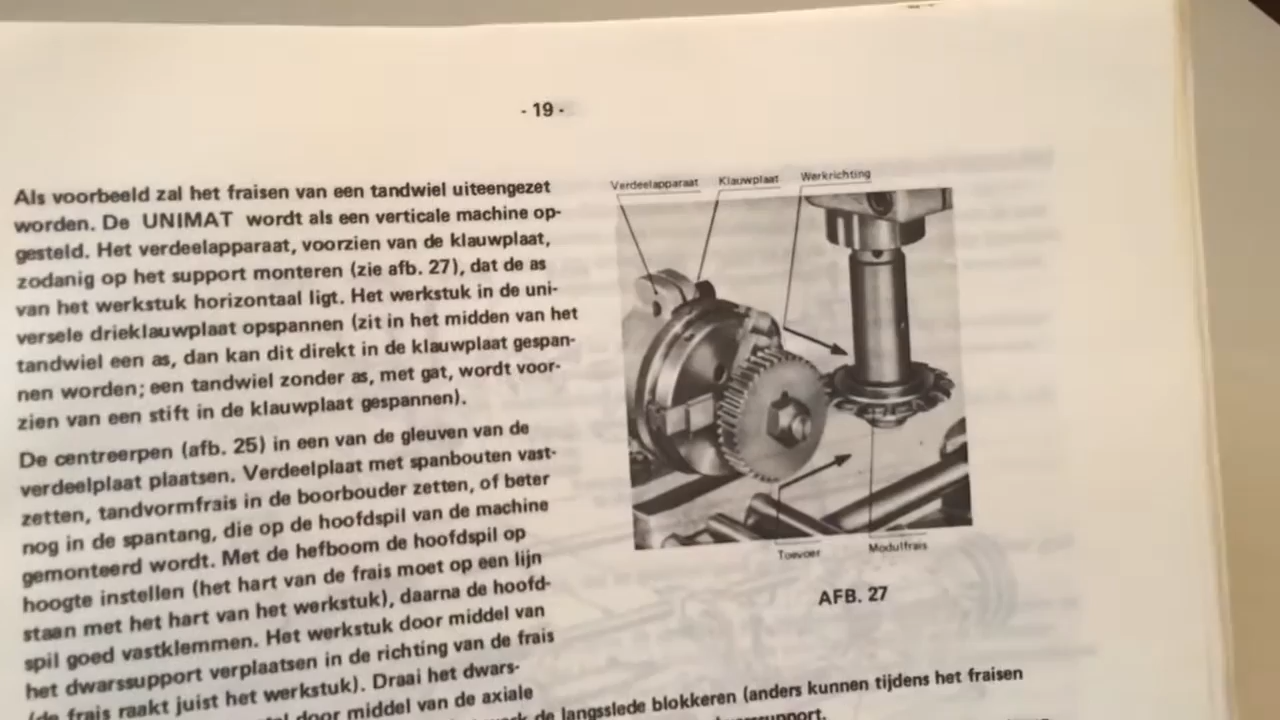 - 19 -
Als voorbeeld zal het fraisen van een tandwiel uiteengezet
worden. De UNIMAT wordt als een verticale machine op-
gesteld. Het verdeelapparaat, voorzien van de klauwplaat,
zodanig op het support monteren (zie afb. 27), dat de as
van het werkstuk horizontaal ligt. Het werkstuk in de uni-
versele drieklauwplaat opspannen (zit in het midden van het
tandwiel een as, dan kan dit direkt in de klauwplaat gespan-
nen worden; een tandwiel zonder as, met gat, wordt voor-
zien van een stift in de klauwplaat gespannen).
De centreerpen (afb. 25) in een van de gleuven van de
verdeelplaat plaatsen. Verdeelplaat met spanbouten vast-
zetten, tandvormfrais in de boorbouder zetten, of beter
nog in de spantang, die op de hoofdspil van de machine
gemonteerd wordt. Met de hefboom de hoofdspil op
hoogte instellen (het hart van de frais moet op een lijn
staan met het hart van het werkstuk), daarna de hoofd-
spil goed vastklemmen. Het werkstuk door middel van
het dwarssupport verplaatsen in de richting van de frais
(de frais raakt juist het werkstuk). Draai het dwars-
door middel van de axiale
de langsslede blokkeren (anders kunnen tijdens het fraisen
Verdeelapparaat
Klauwplaat
Werkrichting
Toevoer
Modulfrais
AFB. 27